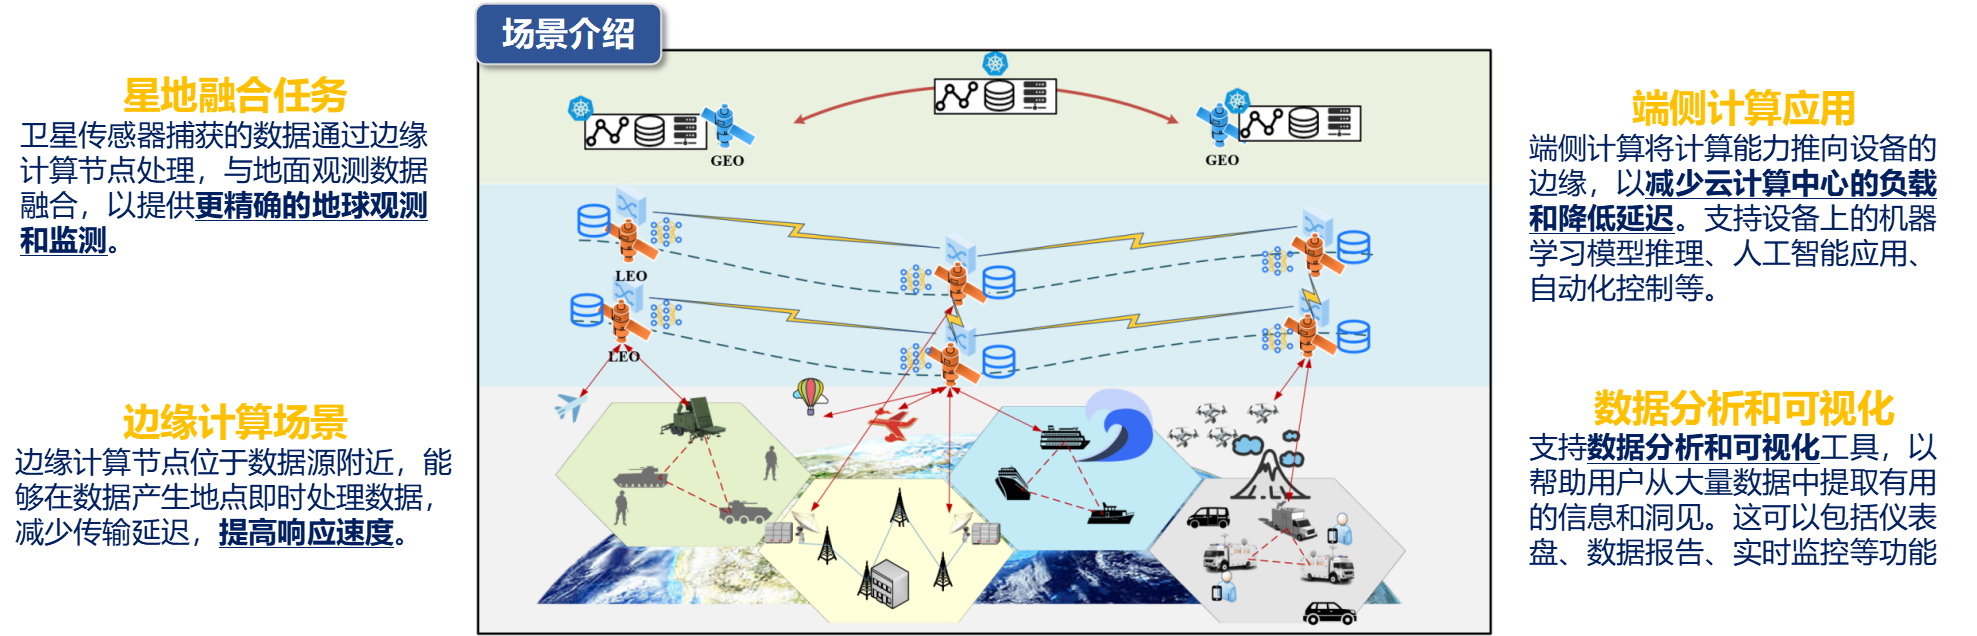 场景介绍
星地融合任务
卫星传感器捕获的数据通过边缘
计算节点处理，与地面观测数据
融合，以提供更精确的地球观测
和监测。
边缘计算场景
边缘计算节点位于数据源附近，能
够在数据产生地点即时处理数据，
减少传输延迟，提高响应速度。
GEO
GEO
LEO
LEO
端侧计算应用
端侧计算将计算能力推向设备的
边缘，以减少云计算中心的负载
和降低延迟。支持设备上的机器
学习模型推理、人工智能应用、
自动化控制等。
数据分析和可视化
支持数据分析和可视化工具，以
帮助用户从大量数据中提取有用
的信息和洞见。这可以包括仪表
盘、数据报告、实时监控等功能